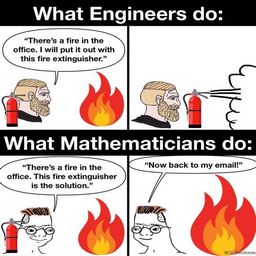 What Engineers do:
"There's a fire in the
office. I will put it out with
this fire extinguisher."
What Mathematicians do:
"There's a fire in the
office. This fire extinguisher
is the solution."
"Now back to my email!"